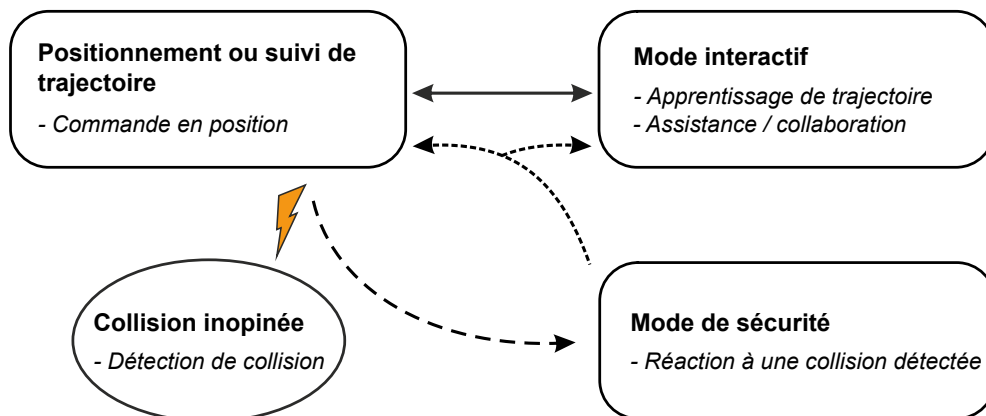 Positionnement ou suivi de
trajectoire
- Commande en position
Mode interactif
- Apprentissage de trajectoire
- Assistance / collaboration
Collision inopinée
- Détection de collision
Mode de sécurité
- Réaction à une collision détectée